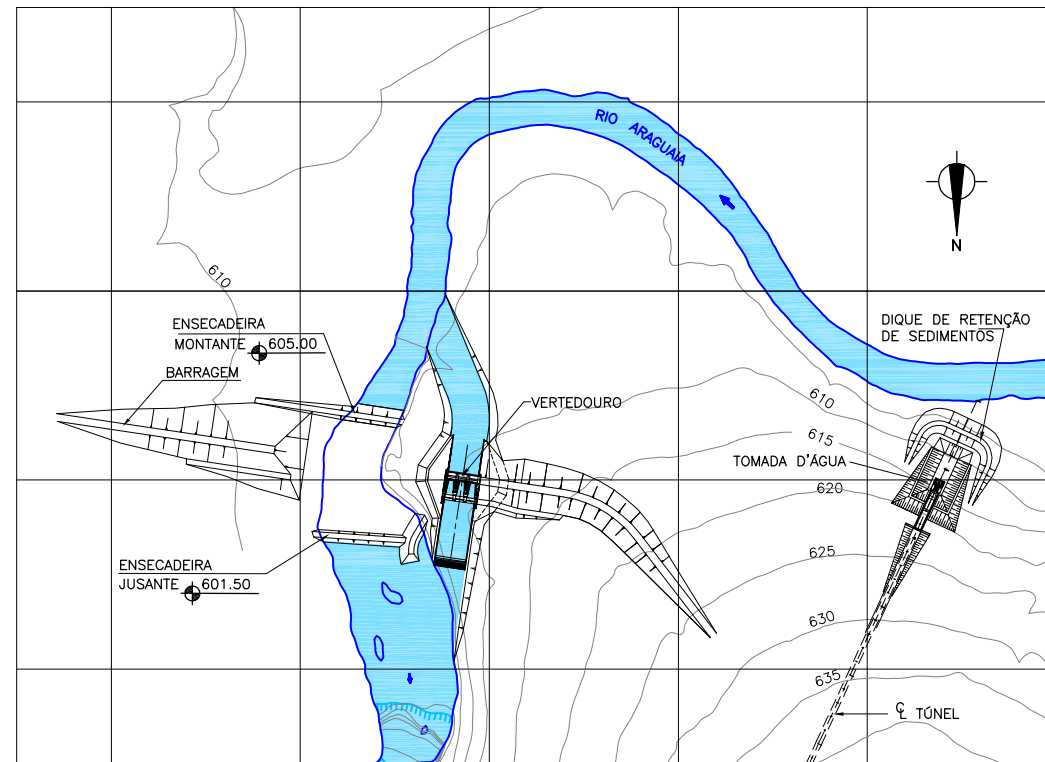 RIO ARAGUAIA
N
610
ENSECADEIRA
MONTANTE 605.00
BARRAGEM
DIQUE DE RETENÇÃO
DE SEDIMENTOS
VERTEDOURO
610
615
TOMADA D'ÁGUA
620
625
ENSECADEIRA
JUSANTE 601.50
630
635
℄ TÚNEL